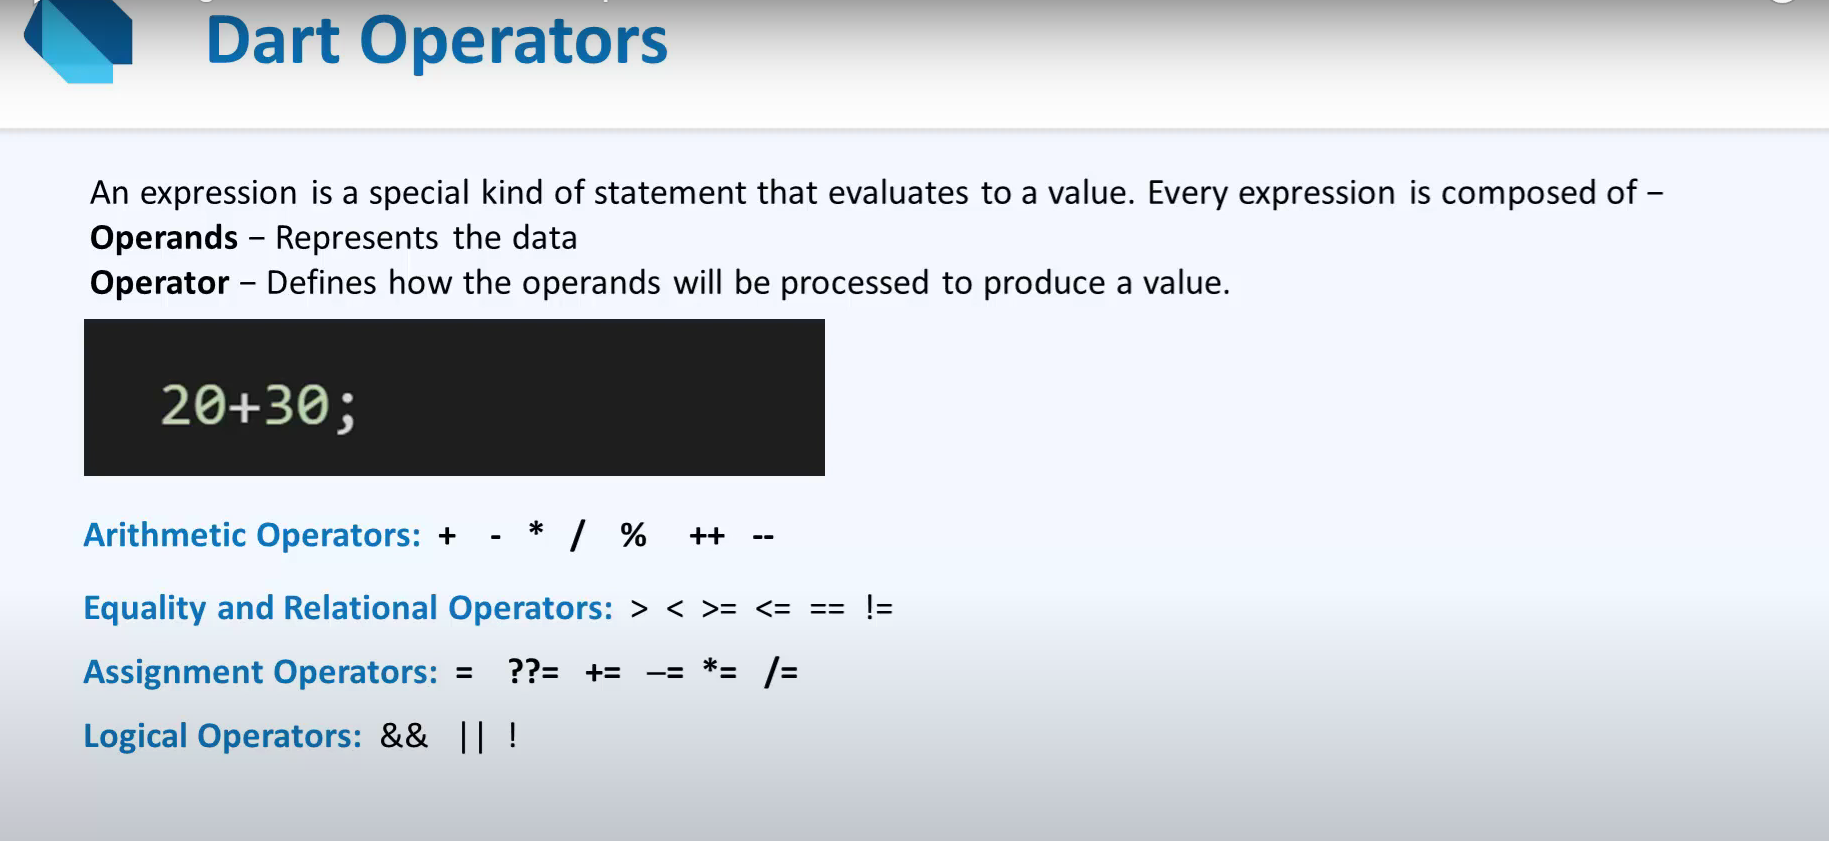 Dart Operators
An expression is a special kind of statement that evaluates to a value. Every expression is composed of −
Operands − Represents the data
Operator − Defines how the operands will be processed to produce a value.
20+30;
Arithmetic Operators: + - * / % ++ --
Equality and Relational Operators: > < >= <= == !=
Assignment Operators: = ??= += −= *= /=
Logical Operators: && || !